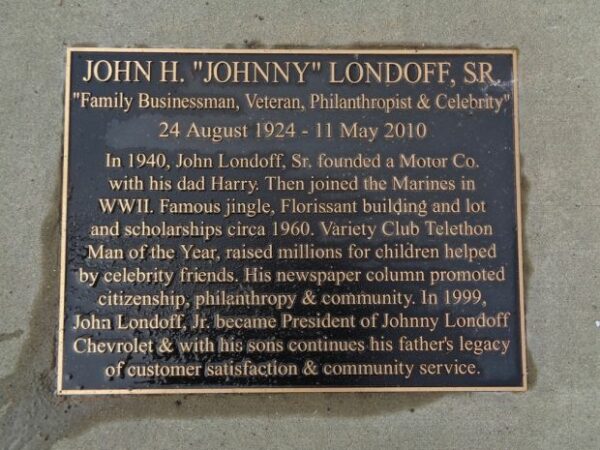 JOHN H. "JOHNNY" LONDOFF, SR.
"Family Businessman, Veteran, Philanthropist & Celebrity"
24 August 1924 - 11 May 2010
In 1940, John Londoff, Sr. founded a Motor Co.
with his dad Harry. Then joined the Marines in
WWII. Famous jingle, Florissant building and lot
and scholarships circa 1960. Variety Club Telethon
Man of the Year, raised millions for children helped
by celebrity friends. His newspaper column promoted
citizenship, philanthropy & community. In 1999,
John Londoff, Jr. became President of Johnny Londoff
Chevrolet & with his sons continues his father's legacy
of customer satisfaction & community service.